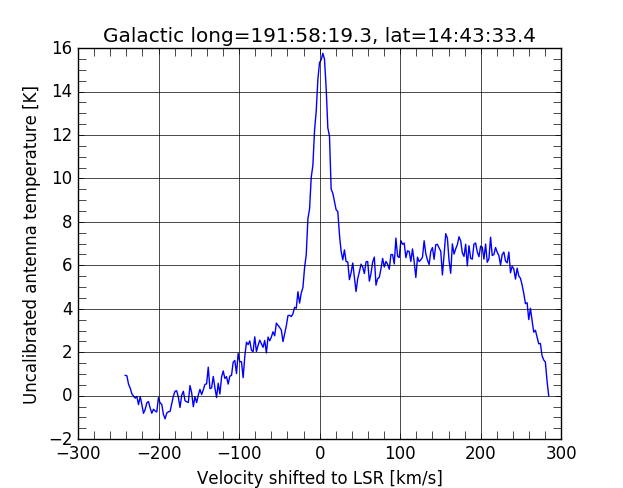 Galactic long=191:58:19.3, lat=14:43:33.4
16
14
12
10
8
6
4
2
0
−2
Uncalibrated antenna temperature [K]
−300 −200 −100 0 100 200 300
Velocity shifted to LSR [km/s]